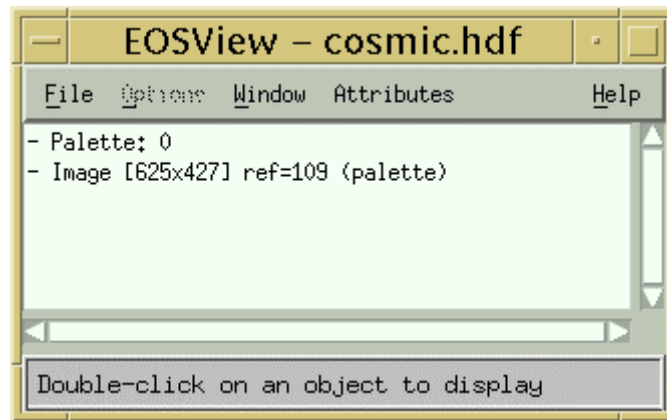 EOSView – cosmic.hdf
File Options Window Attributes Help
- Palette: 0
- Image [625x427] ref=109 (palette)
Double-click on an object to display